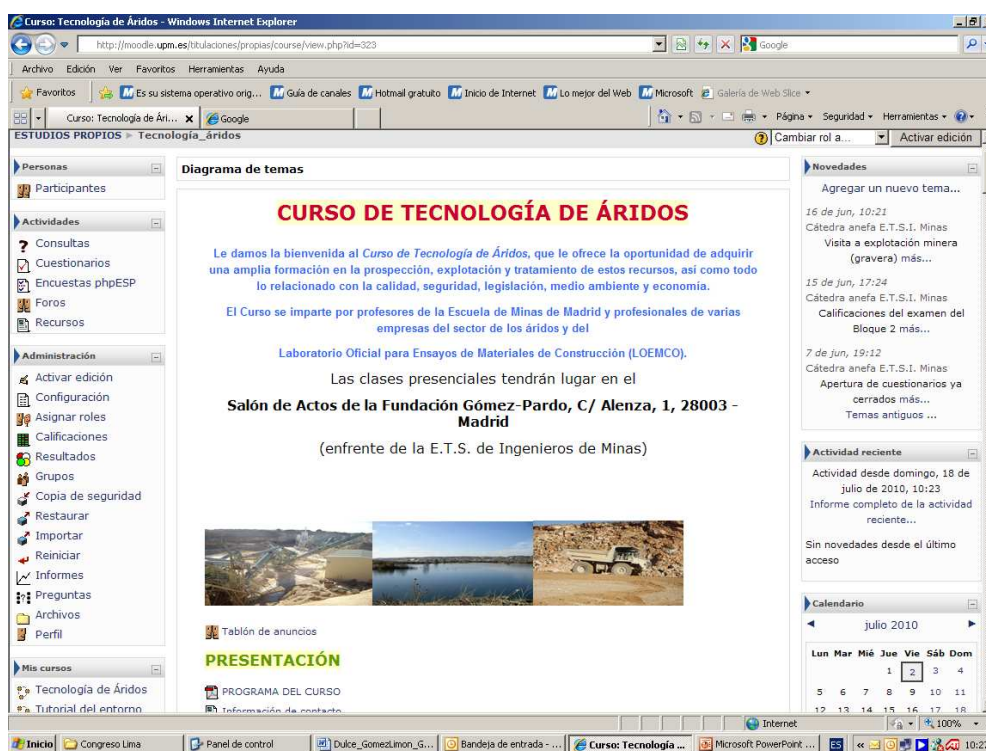 Curso: Tecnología de Áridos - Windows Internet Explorer
http://moodle.upm.es/titulaciones/propias/course/view.php?id=323
Google
Archivo Edición Ver Favoritos Herramientas Ayuda
Favoritos Es su sistema operativo orig... Guía de canales Hotmail gratuito Inicio de Internet Lo mejor del Web Microsoft Galería de Web Slice
Curso: Tecnología de Ári... Google Página Seguridad Herramientas
ESTUDIOS PROPIOS ► Tecnología_áridos
Cambiar rol a... Activar edición
Personas
Participantes
Actividades
Consultas
Cuestionarios
Encuestas phpESP
Foros
Recursos
Administración
Activar edición
Configuración
Asignar roles
Calificaciones
Resultados
Grupos
Copia de seguridad
Restaurar
Importar
Reiniciar
Informes
Preguntas
Archivos
Perfil
Mis cursos
Tecnología de Áridos
Tutorial del entorno
Diagrama de temas
CURSO DE TECNOLOGÍA DE ÁRIDOS
Le damos la bienvenida al Curso de Tecnología de Áridos, que le ofrece la oportunidad de adquirir
una amplia formación en la prospección, explotación y tratamiento de estos recursos, así como todo
lo relacionado con la calidad, seguridad, legislación, medio ambiente y economía.
El Curso se imparte por profesores de la Escuela de Minas de Madrid y profesionales de varias
empresas del sector de los áridos y del
Laboratorio Oficial para Ensayos de Materiales de Construcción (LOEMCO).
Las clases presenciales tendrán lugar en el
Salón de Actos de la Fundación Gómez-Pardo, C/ Alenza, 1, 28003 -
Madrid
(enfrente de la E.T.S. de Ingenieros de Minas)
Tablón de anuncios
PRESENTACIÓN
PROGRAMA DEL CURSO
Información de contacto
Novedades
Agregar un nuevo tema...
16 de jun, 10:21
Cátedra anefa E.T.S.I. Minas
Visita a explotación minera
(gravera) más...
15 de jun, 17:24
Cátedra anefa E.T.S.I. Minas
Calificaciones del examen del
Bloque 2 más...
7 de jun, 19:12
Cátedra anefa E.T.S.I. Minas
Apertura de cuestionarios ya
cerrados más...
Temas antiguos ...
Actividad reciente
Actividad desde domingo, 18 de
julio de 2010, 10:23
Informe completo de la actividad
reciente...
Sin novedades desde el último
acceso
Calendario
◄ julio 2010 ►
Lun Mar Mié Jue Vie Sáb Dom
1 2 3 4
5 6 7 8 9 10 11
12 13 14 15 16 17 18
Internet 100%
Inicio Congreso Lima Panel de control Dulce_GomezLimon_G... Bandeja de entrada - ... Curso: Tecnología ... Microsoft PowerPoint ... ES 10:2